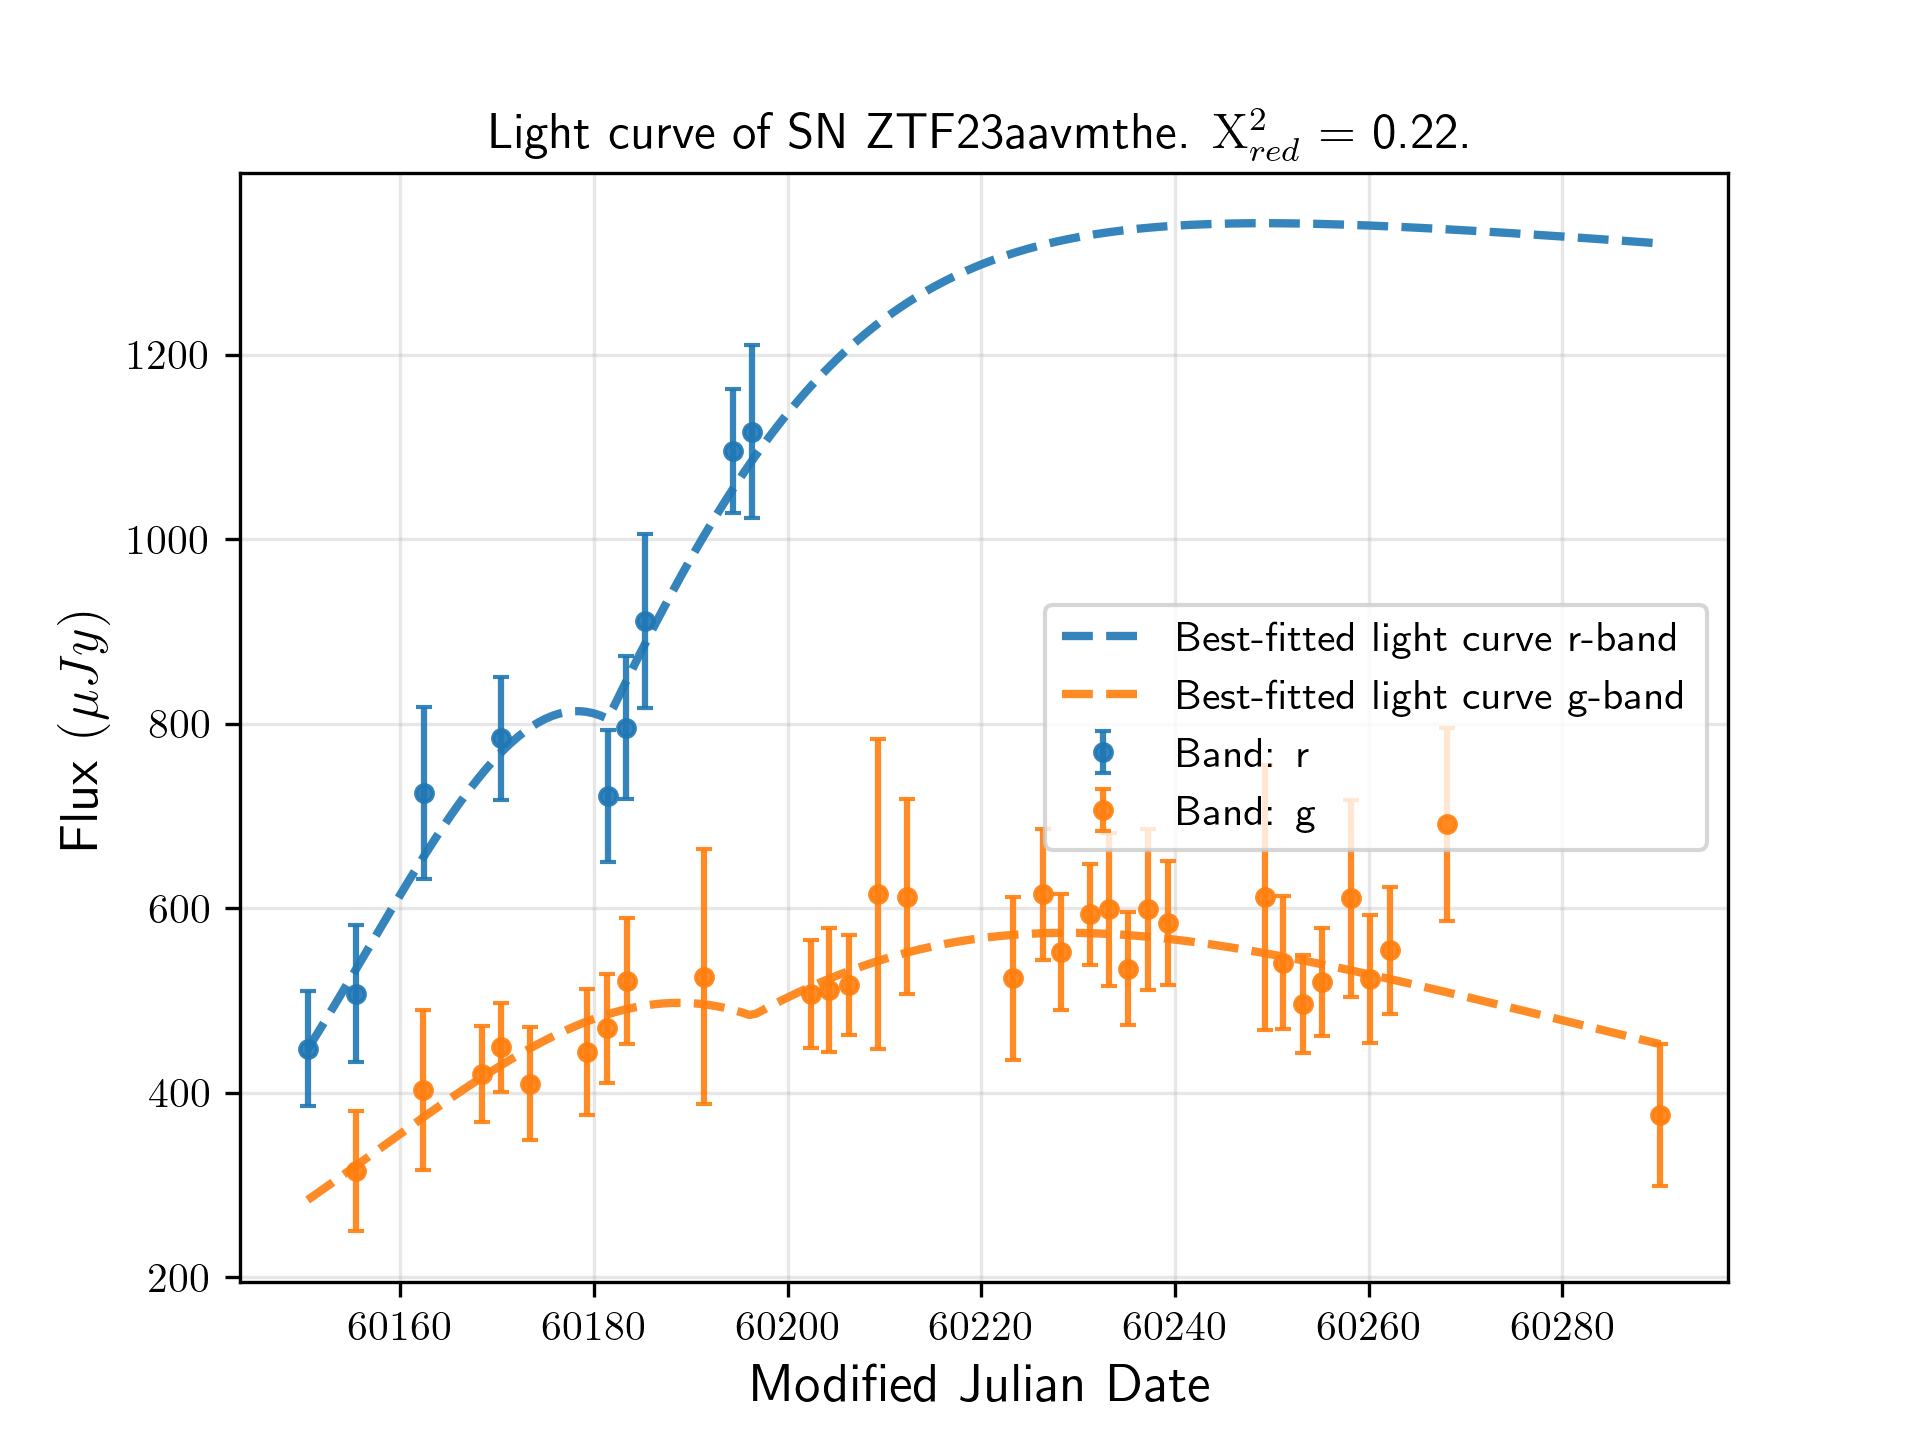 Light curve of SN ZTF23aavmthe. X²red = 0.22.
Flux (μJy)
1200
1000
800
600
400
200
Best-fitted light curve r-band
Best-fitted light curve g-band
Band: r
Band: g
60160 60180 60200 60220 60240 60260 60280
Modified Julian Date